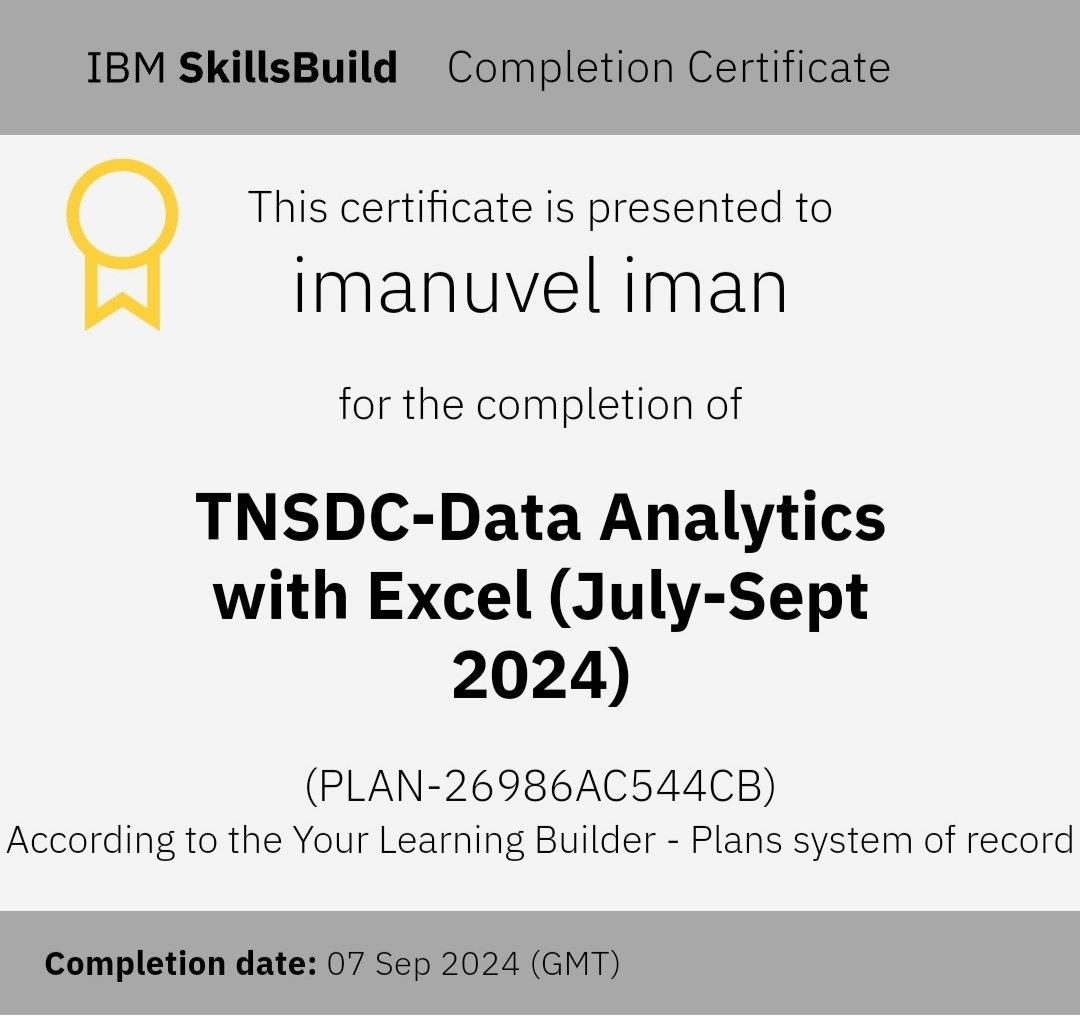 IBM SkillsBuild Completion Certificate
This certificate is presented to
imanuvel iman
for the completion of
TNSDC-Data Analytics
with Excel (July-Sept
2024)
(PLAN-26986AC544CB)
According to the Your Learning Builder - Plans system of record
Completion date: 07 Sep 2024 (GMT)